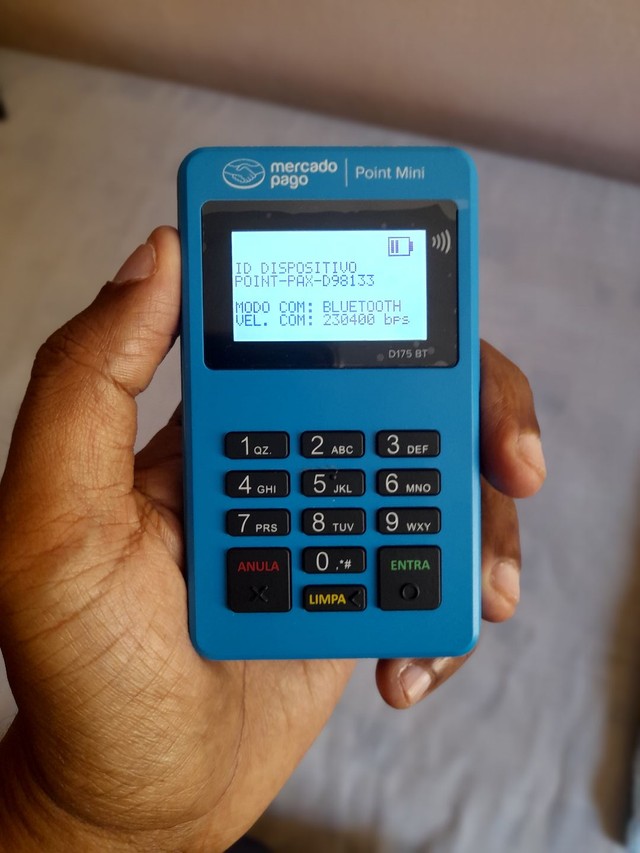 mercado pago | Point Mini
ID DISPOSITIVO
POINT-PAX-D98133
MODO COM: BLUETOOTH
VEL. COM: 230400 bps
D175 BT
1 QZ. 2 ABC 3 DEF
4 GHI 5 JKL 6 MNO
7 PRS 8 TUV 9 WXY
ANULA 0 .*# ENTRA
LIMPA